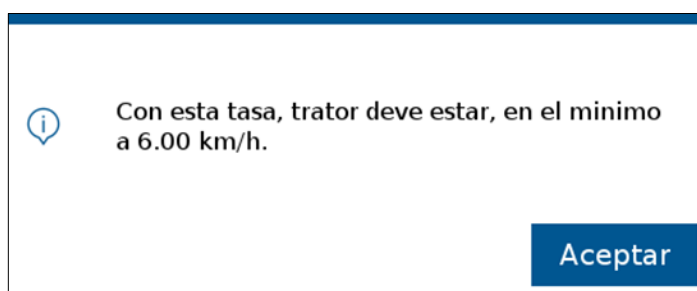 Con esta tasa, trator deve estar, en el minimo
a 6.00 km/h.
Aceptar